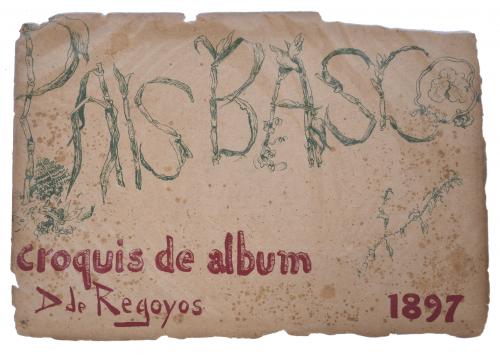 PAIS BASCO
croquis de album
D de Regoyos
1897